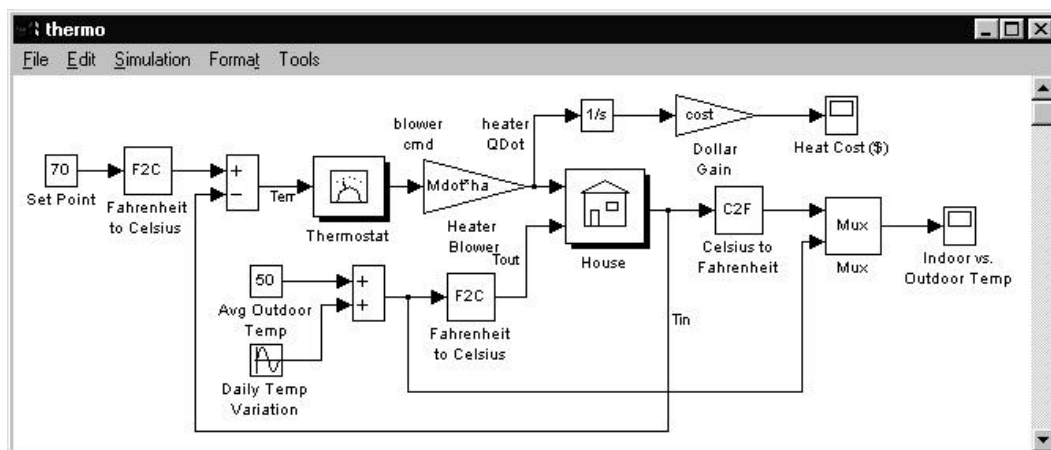 thermo
File Edit Simulation Format Tools
blower
cmd
heater
QDot
1/s
cost
Dollar
Gain
Heat Cost ($)
70
Set Point
F2C
Fahrenheit
to Celsius
+
−
Terr
Thermostat
Mdot*ha
Heater
Blower
House
C2F
Celsius to
Fahrenheit
Mux
Mux
Indoor vs.
Outdoor Temp
50
Avg Outdoor
Temp
+
+
F2C
Fahrenheit
to Celsius
Tout
Tin
Daily Temp
Variation